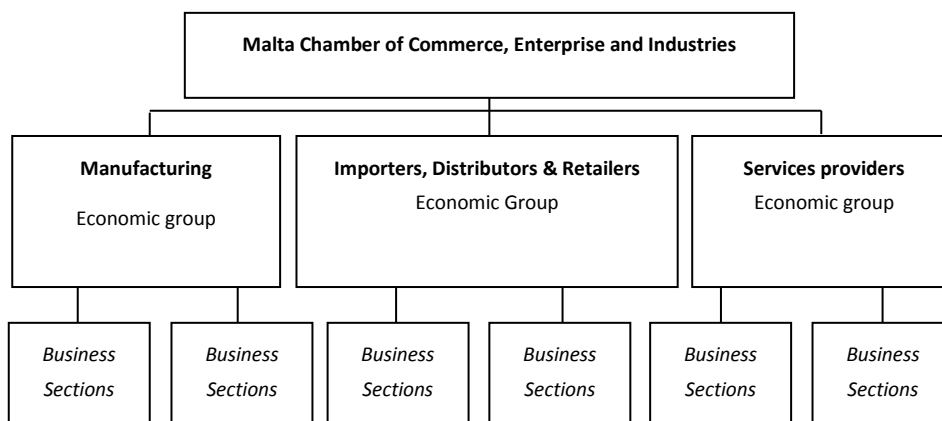 Malta Chamber of Commerce, Enterprise and Industries
Manufacturing
Economic group
Importers, Distributors & Retailers
Economic Group
Services providers
Economic group
Business
Sections
Business
Sections
Business
Sections
Business
Sections
Business
Sections
Business
Sections